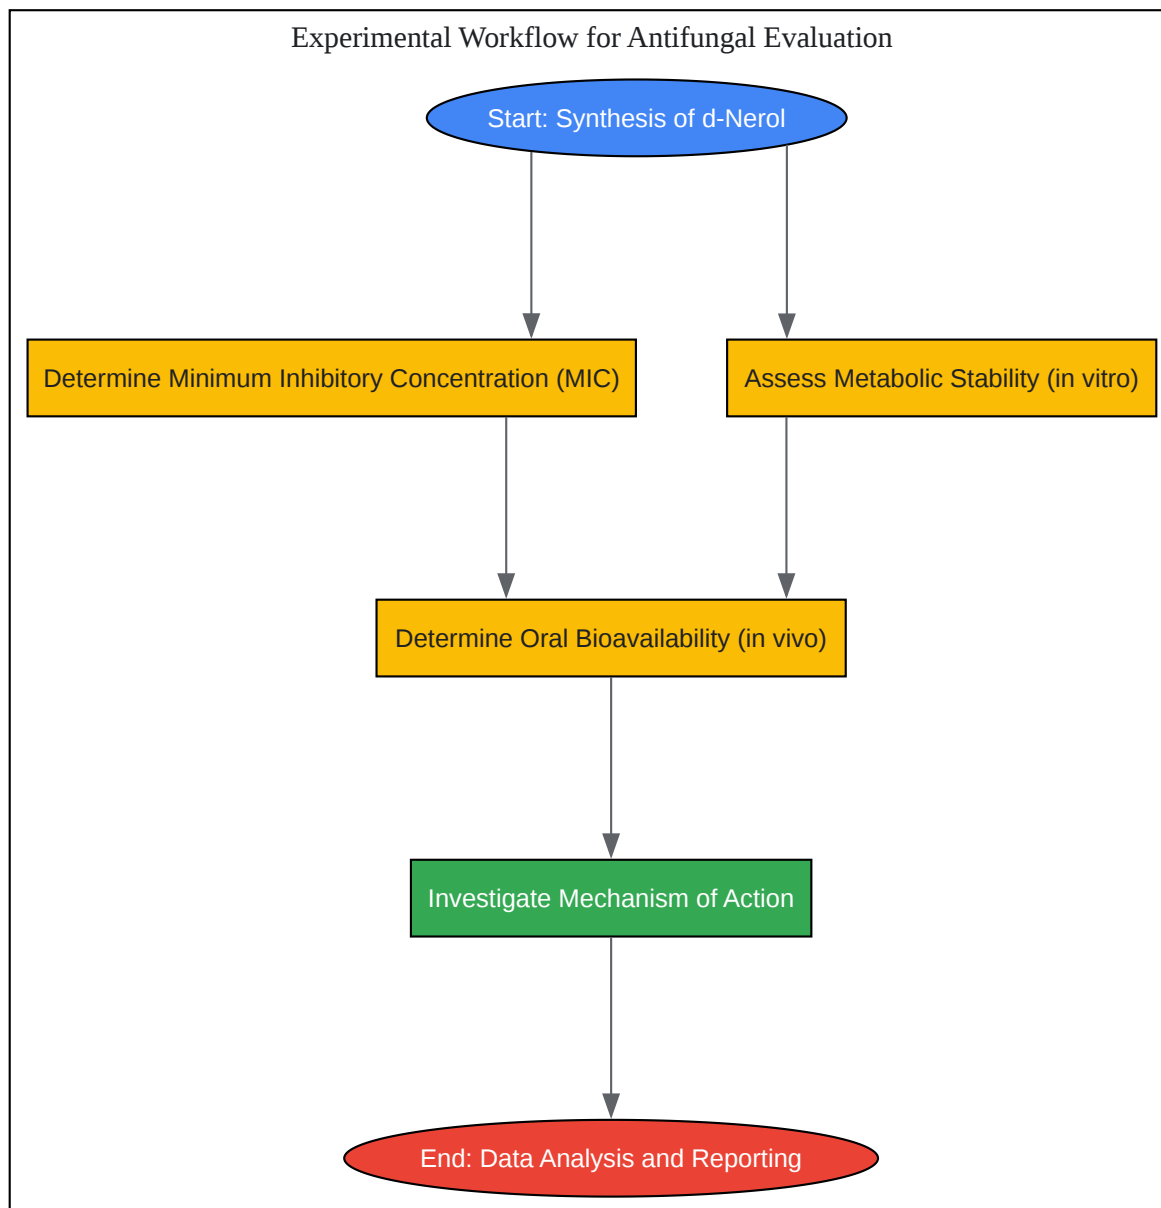 Experimental Workflow for Antifungal Evaluation
Start: Synthesis of d-Nerol
Determine Minimum Inhibitory Concentration (MIC)
Assess Metabolic Stability (in vitro)
Determine Oral Bioavailability (in vivo)
Investigate Mechanism of Action
End: Data Analysis and Reporting